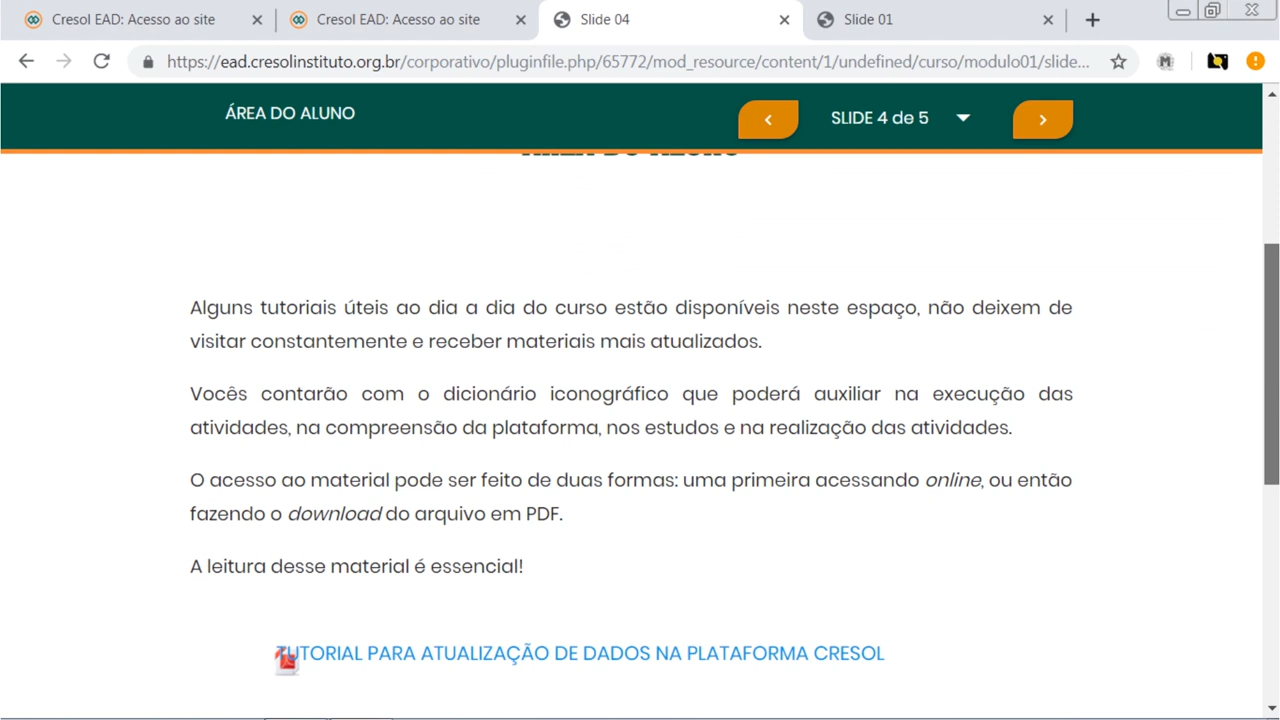 Cresol EAD: Acesso ao site
Cresol EAD: Acesso ao site
Slide 04
Slide 01
https://ead.cresolinstituto.org.br/corporativo/pluginfile.php/65772/mod_resource/content/1/undefined/curso/modulo01/slide...
ÁREA DO ALUNO
SLIDE 4 de 5
ÁREA DO ALUNO
Alguns tutoriais úteis ao dia a dia do curso estão disponíveis neste espaço, não deixem de
visitar constantemente e receber materiais mais atualizados.
Vocês contarão com o dicionário iconográfico que poderá auxiliar na execução das
atividades, na compreensão da plataforma, nos estudos e na realização das atividades.
O acesso ao material pode ser feito de duas formas: uma primeira acessando online, ou então
fazendo o download do arquivo em PDF.
A leitura desse material é essencial!
TUTORIAL PARA ATUALIZAÇÃO DE DADOS NA PLATAFORMA CRESOL